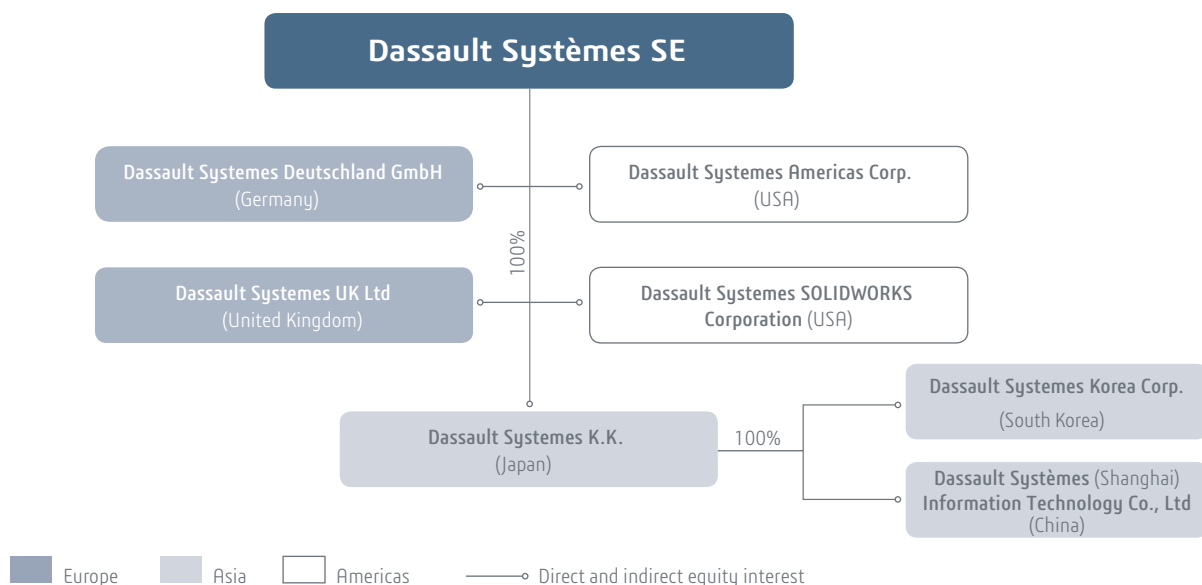 Dassault Systèmes SE
Dassault Systemes Deutschland GmbH
(Germany)
Dassault Systemes Americas Corp.
(USA)
100%
Dassault Systemes UK Ltd
(United Kingdom)
Dassault Systemes SOLIDWORKS
Corporation (USA)
Dassault Systemes K.K.
(Japan)
100%
Dassault Systemes Korea Corp.
(South Korea)
Dassault Systèmes (Shanghai)
Information Technology Co., Ltd
(China)
Europe
Asia
Americas
Direct and indirect equity interest